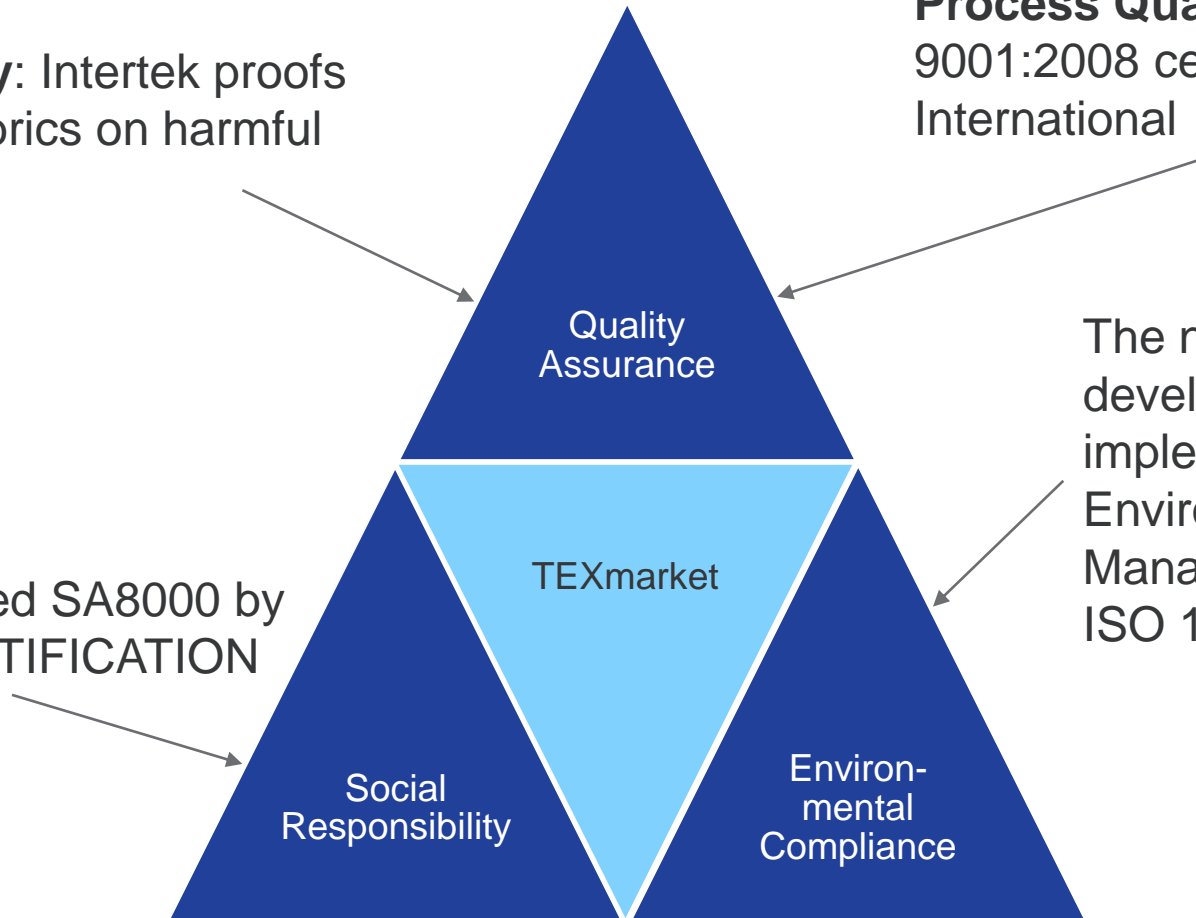 y: Intertek proofs
orics on harmful
Process Qua
9001:2008 ce
International
Quality
Assurance
The
devel
imple
Enviro
Mana
ISO 1
TEXmarket
ed SA8000 by
TIFICATION
Social
Responsibility
Environ-
mental
Compliance